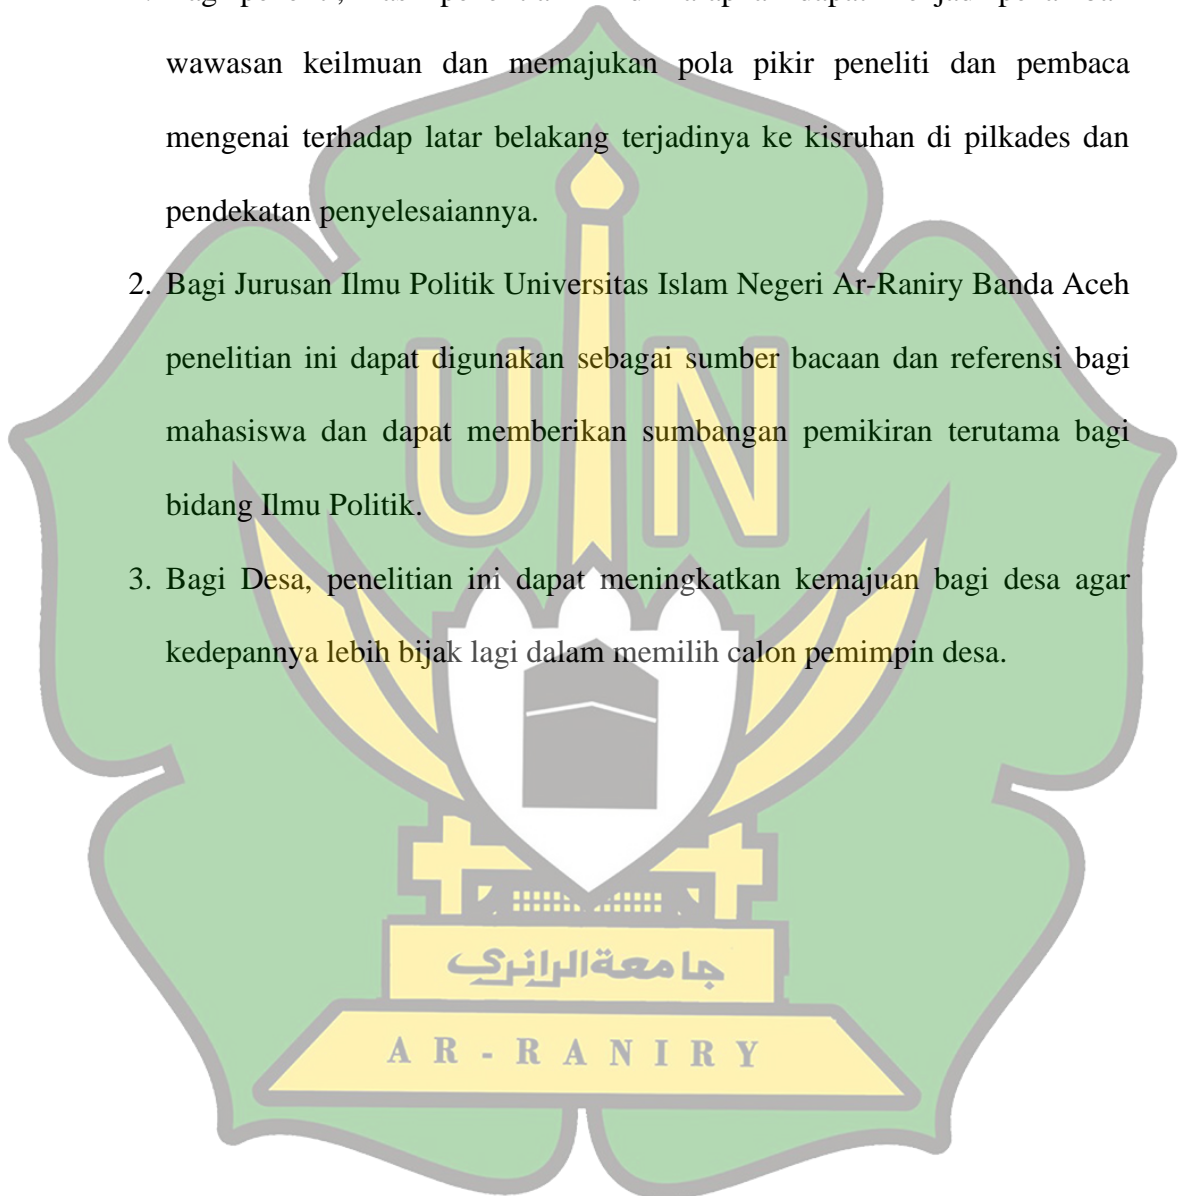 wawasan keilmuan dan memajukan pola pikir peneliti dan pembaca
mengenai terhadap latar belakang terjadinya ke kisruhan di pilkades dan
pendekatan penyelesaiannya.
2. Bagi Jurusan Ilmu Politik Universitas Islam Negeri Ar-Raniry Banda Aceh
penelitian ini dapat digunakan sebagai sumber bacaan dan referensi bagi
mahasiswa dan dapat memberikan sumbangan pemikiran terutama bagi
bidang Ilmu Politik.
3. Bagi Desa, penelitian ini dapat meningkatkan kemajuan bagi desa agar
kedepannya lebih bijak lagi dalam memilih calon pemimpin desa.
UIN
جامعةالرانري
AR-RANIRY